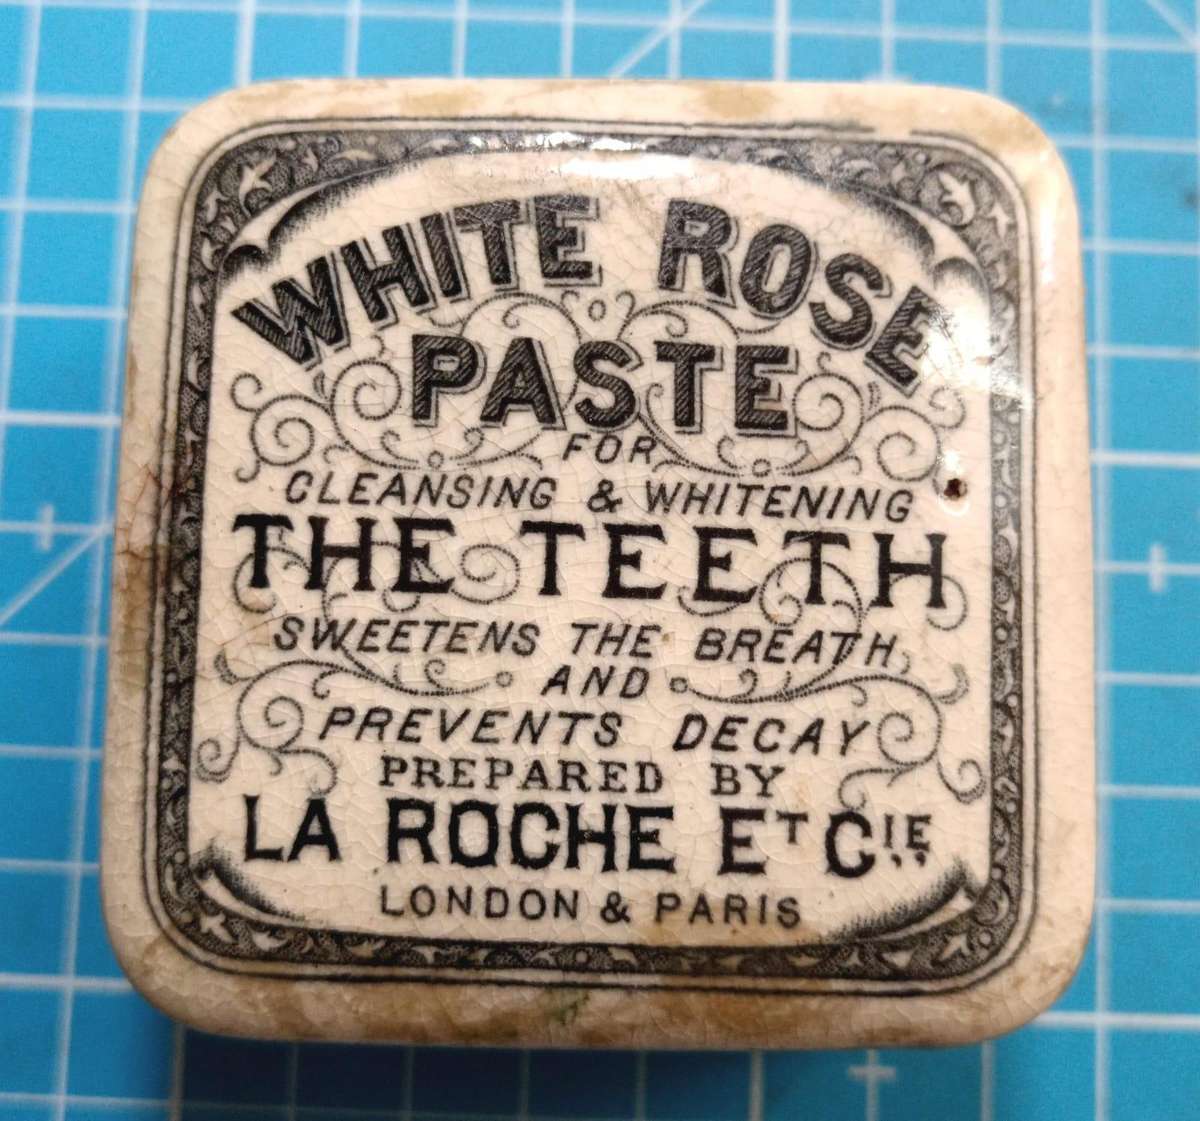 WHITE ROSE
PASTE
FOR
CLEANSING & WHITENING
THE TEETH
SWEETENS THE BREATH,
AND
PREVENTS DECAY
PREPARED BY
LA ROCHE ET CIE
LONDON & PARIS